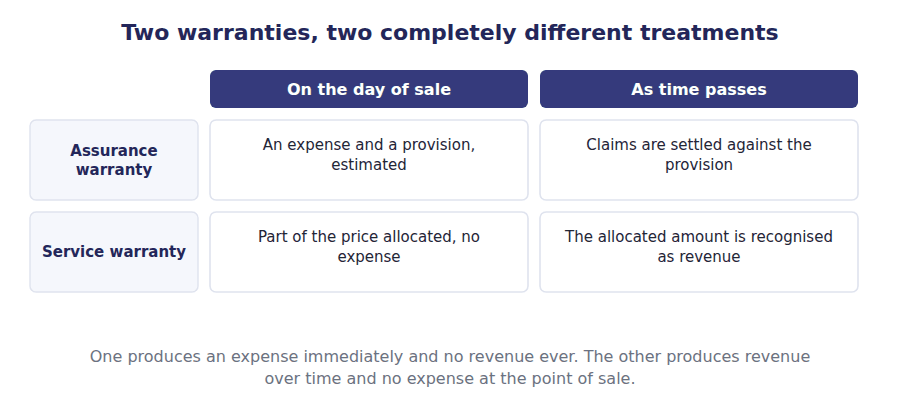 Two warranties, two completely different treatments
On the day of sale
As time passes
Assurance
warranty
An expense and a provision,
estimated
Claims are settled against the
provision
Service warranty
Part of the price allocated, no
expense
The allocated amount is recognised
as revenue
One produces an expense immediately and no revenue ever. The other produces revenue
over time and no expense at the point of sale.